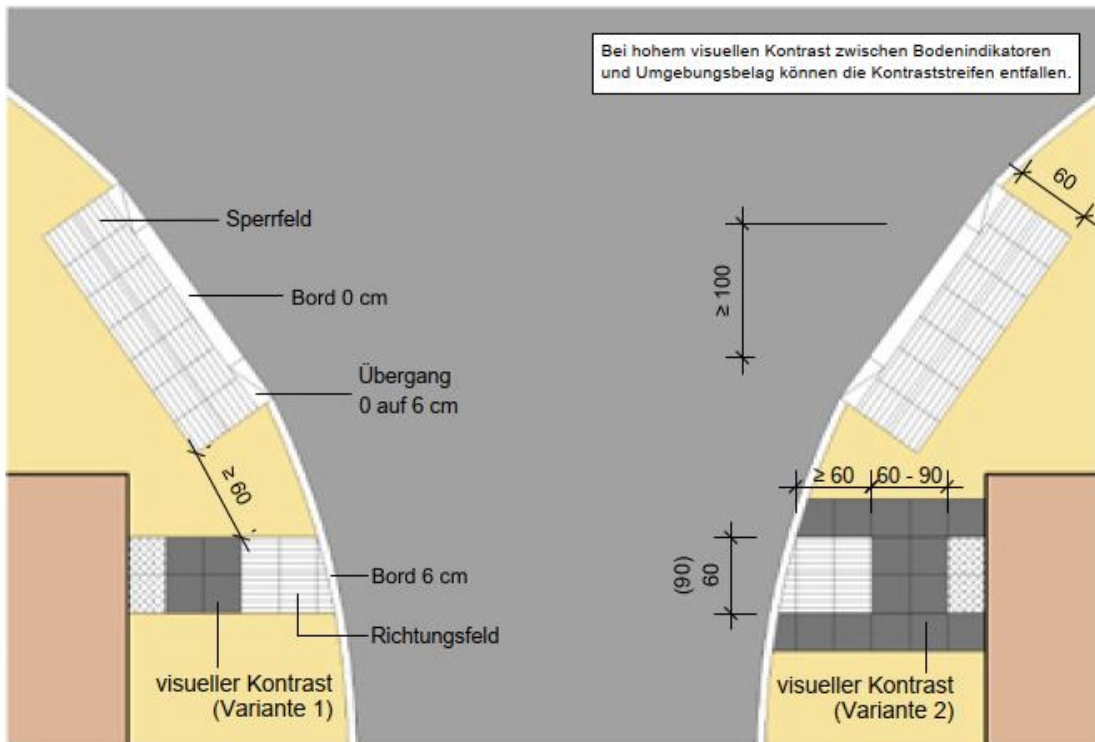 Bei hohem visuellen Kontrast zwischen Bodenindikatoren
und Umgebungsbelag können die Kontraststreifen entfallen.
60
Sperrfeld
≥ 100
Bord 0 cm
Übergang
0 auf 6 cm
≥ 60
≥ 60
60 - 90
Bord 6 cm
(90)
60
Richtungsfeld
visueller Kontrast
(Variante 1)
visueller Kontrast
(Variante 2)